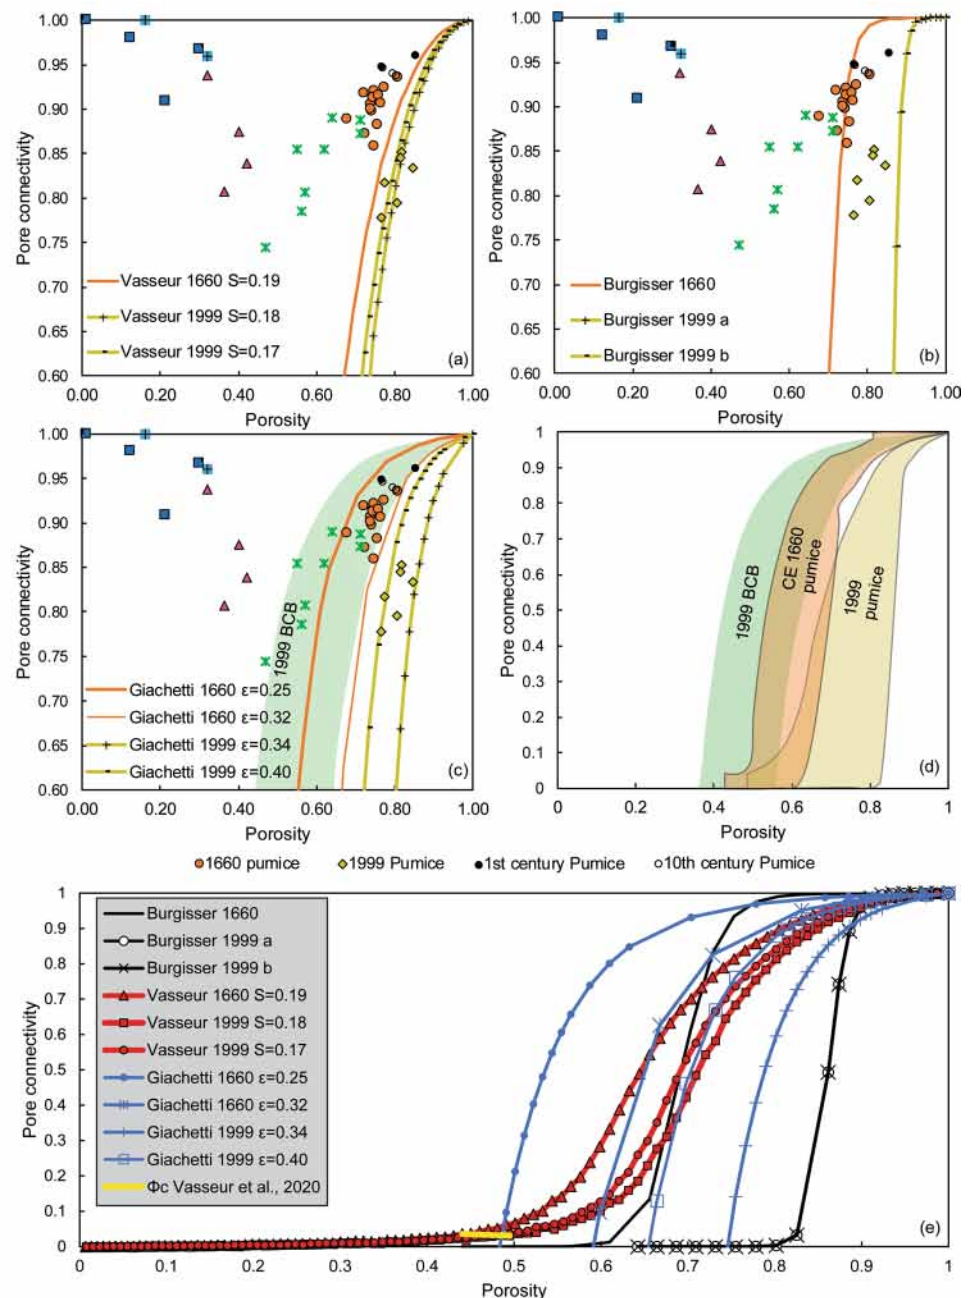 1.00
0.95
0.90
0.85
0.80
0.75
0.70
0.65
0.60
Pore connectivity
Vasseur 1660 S=0.19
Vasseur 1999 S=0.18
Vasseur 1999 S=0.17
(a)
0.00 0.20 0.40 0.60 0.80 1.00
Porosity
1.00
0.95
0.90
0.85
0.80
0.75
0.70
0.65
0.60
Pore connectivity
Burgisser 1660
Burgisser 1999 a
Burgisser 1999 b
(b)
0.00 0.20 0.40 0.60 0.80 1.00
Porosity
1.00
0.95
0.90
0.85
0.80
0.75
0.70
0.65
0.60
Pore connectivity
1999 BCB
Giachetti 1660 ε=0.25
Giachetti 1660 ε=0.32
Giachetti 1999 ε=0.34
Giachetti 1999 ε=0.40
(c)
0.00 0.20 0.40 0.60 0.80 1.00
Porosity
1
0.9
0.8
0.7
0.6
0.5
0.4
0.3
0.2
0.1
0
Pore connectivity
1999 BCB
CE 1660
pumice
1999
pumice
(d)
0 0.2 0.4 0.6 0.8 1
Porosity
1660 pumice 1999 Pumice 1st century Pumice 10th century Pumice
1
0.9
0.8
0.7
0.6
0.5
0.4
0.3
0.2
0.1
0
Pore connectivity
Burgisser 1660
Burgisser 1999 a
Burgisser 1999 b
Vasseur 1660 S=0.19
Vasseur 1999 S=0.18
Vasseur 1999 S=0.17
Giachetti 1660 ε=0.25
Giachetti 1660 ε=0.32
Giachetti 1999 ε=0.34
Giachetti 1999 ε=0.40
Φc Vasseur et al., 2020
(e)
0 0.1 0.2 0.3 0.4 0.5 0.6 0.7 0.8 0.9 1
Porosity